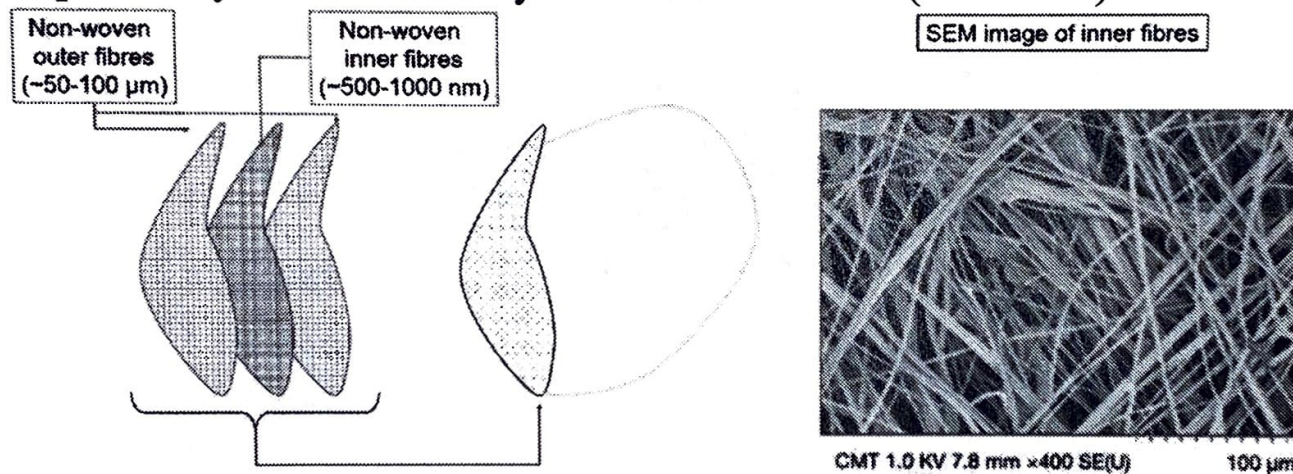 Non-woven
outer fibres
(~50-100 µm)
Non-woven
inner fibres
(~500-1000 nm)
SEM image of inner fibres
CMT 1.0 KV 7.8 mm ×400 SE(U)
100 µm